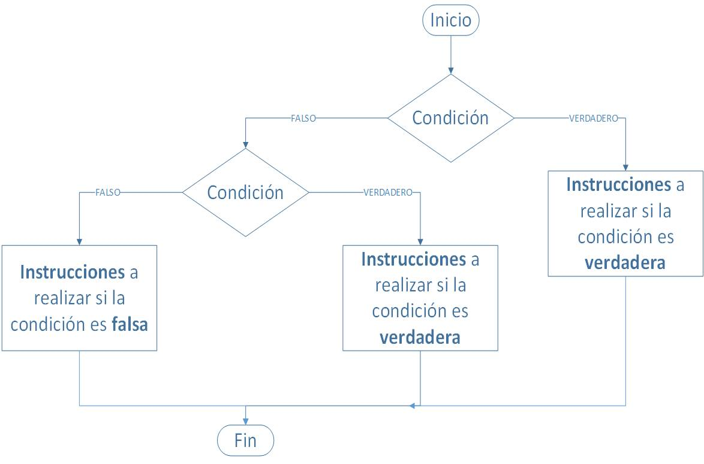 Inicio
Condición
FALSO
VERDADERO
Condición
FALSO
VERDADERO
Instrucciones a
realizar si la
condición es
verdadera
Instrucciones a
realizar si la
condición es falsa
Instrucciones a
realizar si la
condición es
verdadera
Fin